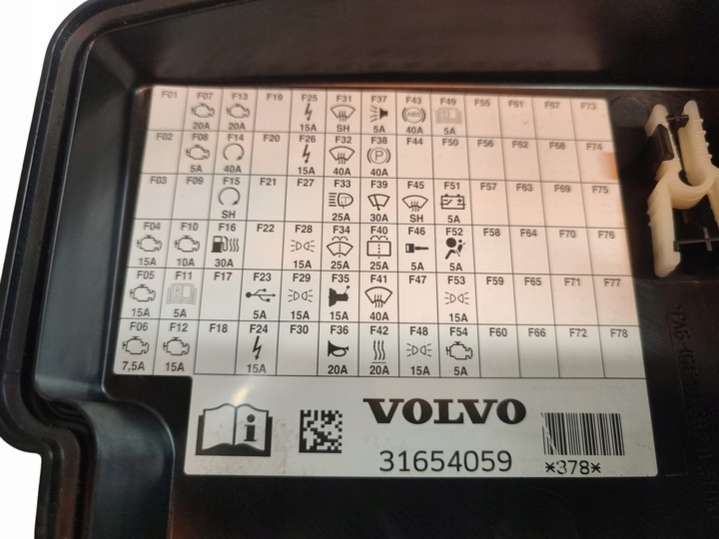 F01 F07 F13 F19 F25 F31 F37 F43 F49 F55 F61 F67 F73
20A 20A 15A SH 5A 40A 5A
F02 F08 F14 F20 F26 F32 F38 F44 F50 F56 F62 F68 F74
5A 40A 15A 40A 40A
F03 F09 F15 F21 F27 F33 F39 F45 F51 F57 F63 F69 F75
SH 25A 30A SH 5A
F04 F10 F16 F22 F28 F34 F40 F46 F52 F58 F64 F70 F76
15A 10A 30A 15A 25A 25A 5A 5A
F05 F11 F17 F23 F29 F35 F41 F47 F53 F59 F65 F71 F77
15A 5A 5A 15A 15A 40A 15A
F06 F12 F18 F24 F30 F36 F42 F48 F54 F60 F66 F72 F78
7,5A 15A 15A 20A 20A 15A 5A
VOLVO
31654059
*378*